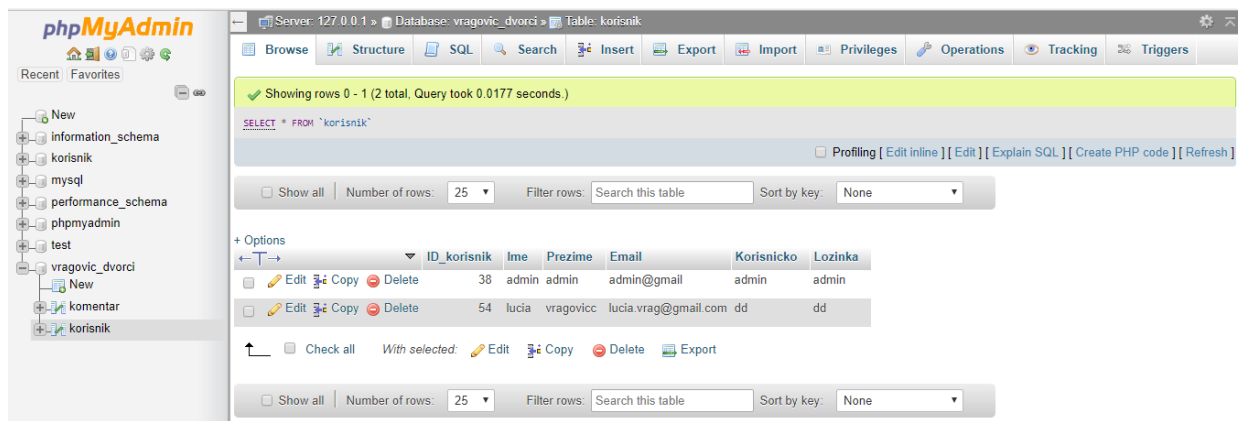 phpMyAdmin
Recent Favorites
New
information_schema
korisnik
mysql
performance_schema
phpmyadmin
test
vragovic_dvorci
New
komentar
korisnik
Server: 127.0.0.1 » Database: vragovic_dvorci » Table: korisnik
Browse Structure SQL Search Insert Export Import Privileges Operations Tracking Triggers
Showing rows 0 - 1 (2 total, Query took 0.0177 seconds.)
SELECT * FROM `korisnik`
Profiling [ Edit inline ] [ Edit ] [ Explain SQL ] [ Create PHP code ] [ Refresh ]
Show all Number of rows: 25 Filter rows: Search this table Sort by key: None
+ Options
ID_korisnik Ime Prezime Email Korisnicko Lozinka
Edit Copy Delete 38 admin admin admin@gmail admin admin
Edit Copy Delete 54 lucia vragovicc lucia.vrag@gmail.com dd dd
Check all With selected: Edit Copy Delete Export
Show all Number of rows: 25 Filter rows: Search this table Sort by key: None